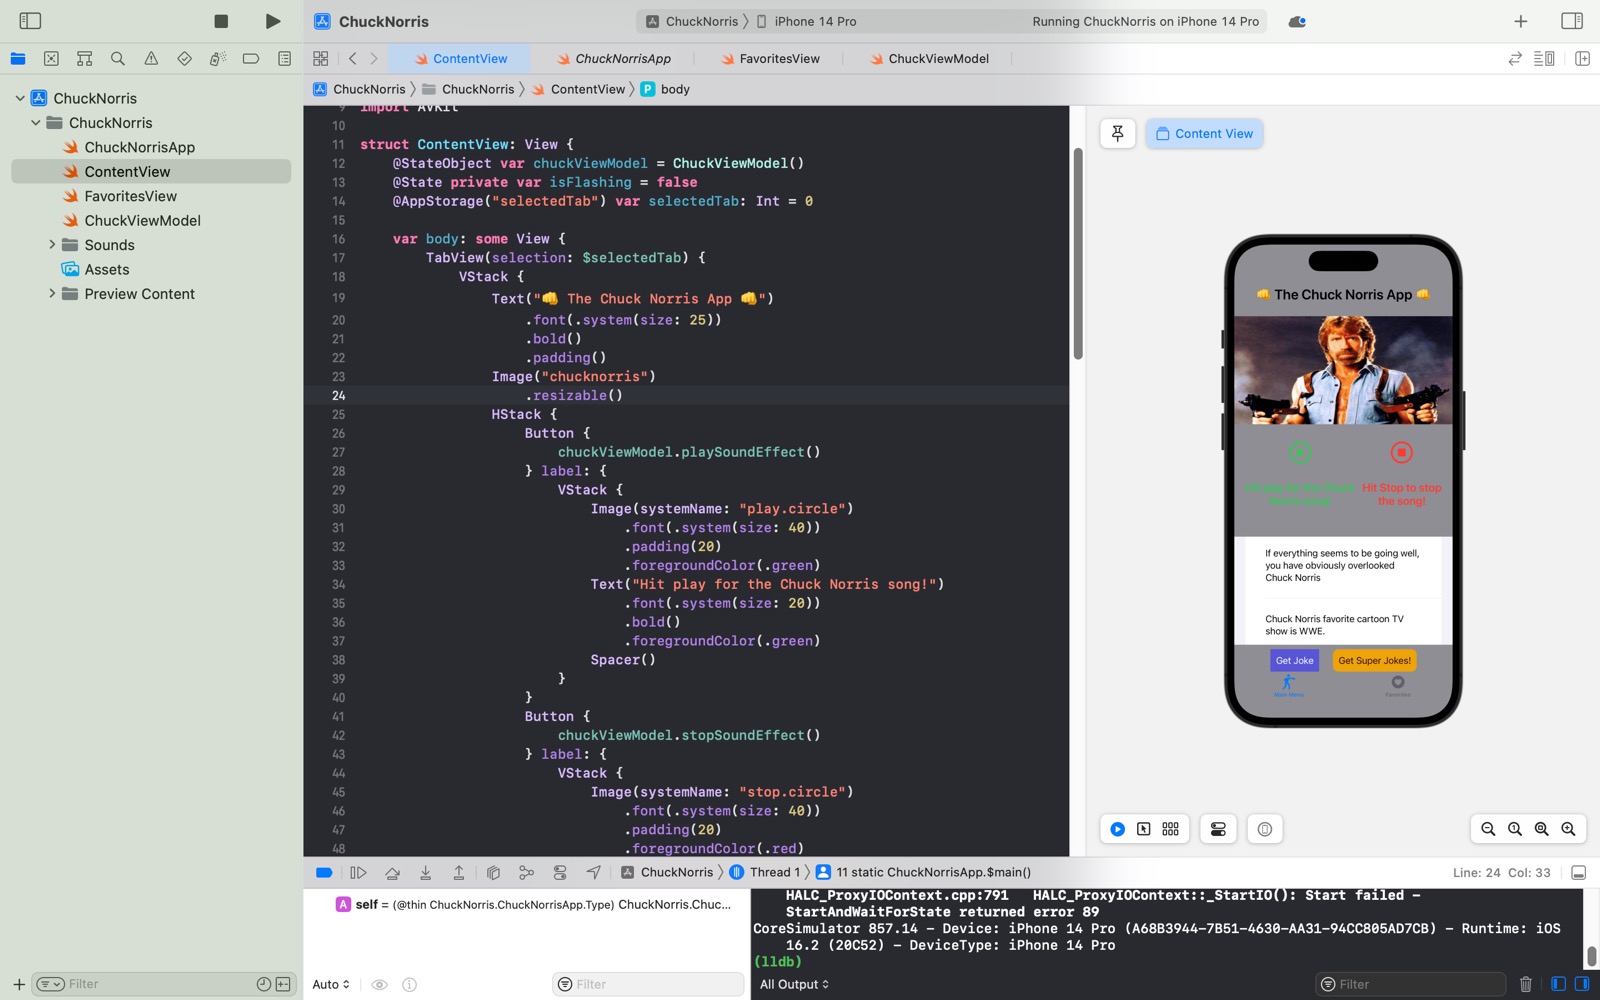 ChuckNorris
ChuckNorris
iPhone 14 Pro
Running ChuckNorris on iPhone 14 Pro
ContentView
ChuckNorrisApp
FavoritesView
ChuckViewModel
ChuckNorris
ChuckNorris
ContentView
P
body
ChuckNorris
ChuckNorris
ChuckNorrisApp
ContentView
FavoritesView
ChuckViewModel
Sounds
Assets
Preview Content
Filter
9 import AVKit
10
11 struct ContentView: View {
12 @StateObject var chuckViewModel = ChuckViewModel()
13 @State private var isFlashing = false
14 @AppStorage("selectedTab") var selectedTab: Int = 0
15
16 var body: some View {
17 TabView(selection: $selectedTab) {
18 VStack {
19 Text("👊 The Chuck Norris App 👊")
20 .font(.system(size: 25))
21 .bold()
22 .padding()
23 Image("chucknorris")
24 .resizable()
25 HStack {
26 Button {
27 chuckViewModel.playSoundEffect()
28 } label: {
29 VStack {
30 Image(systemName: "play.circle")
31 .font(.system(size: 40))
32 .padding(20)
33 .foregroundColor(.green)
34 Text("Hit play for the Chuck Norris song!")
35 .font(.system(size: 20))
36 .bold()
37 .foregroundColor(.green)
38 Spacer()
39 }
40 }
41 Button {
42 chuckViewModel.stopSoundEffect()
43 } label: {
44 VStack {
45 Image(systemName: "stop.circle")
46 .font(.system(size: 40))
47 .padding(20)
48 .foregroundColor(.red)
Content View
👊 The Chuck Norris App 👊
Hit Stop to stop
the song!
If everything seems to be going well,
you have obviously overlooked
Chuck Norris
Chuck Norris favorite cartoon TV
show is WWE.
Get Joke
Get Super Jokes!
Main Menu
Favorites
ChuckNorris
Thread 1
11 static ChuckNorrisApp.$main()
Line: 24 Col: 33
A self = (@thin ChuckNorris.ChuckNorrisApp.Type) ChuckNorris.Chuc...
Auto
Filter
HALC_ProxyIOContext.cpp:791 HALC_ProxyIOContext::_StartIO(): Start failed -
StartAndWaitForState returned error 89
CoreSimulator 857.14 - Device: iPhone 14 Pro (A68B3944-7B51-4630-AA31-94CC805AD7CB) - Runtime: iOS
16.2 (20C52) - DeviceType: iPhone 14 Pro
(lldb)
All Output
Filter